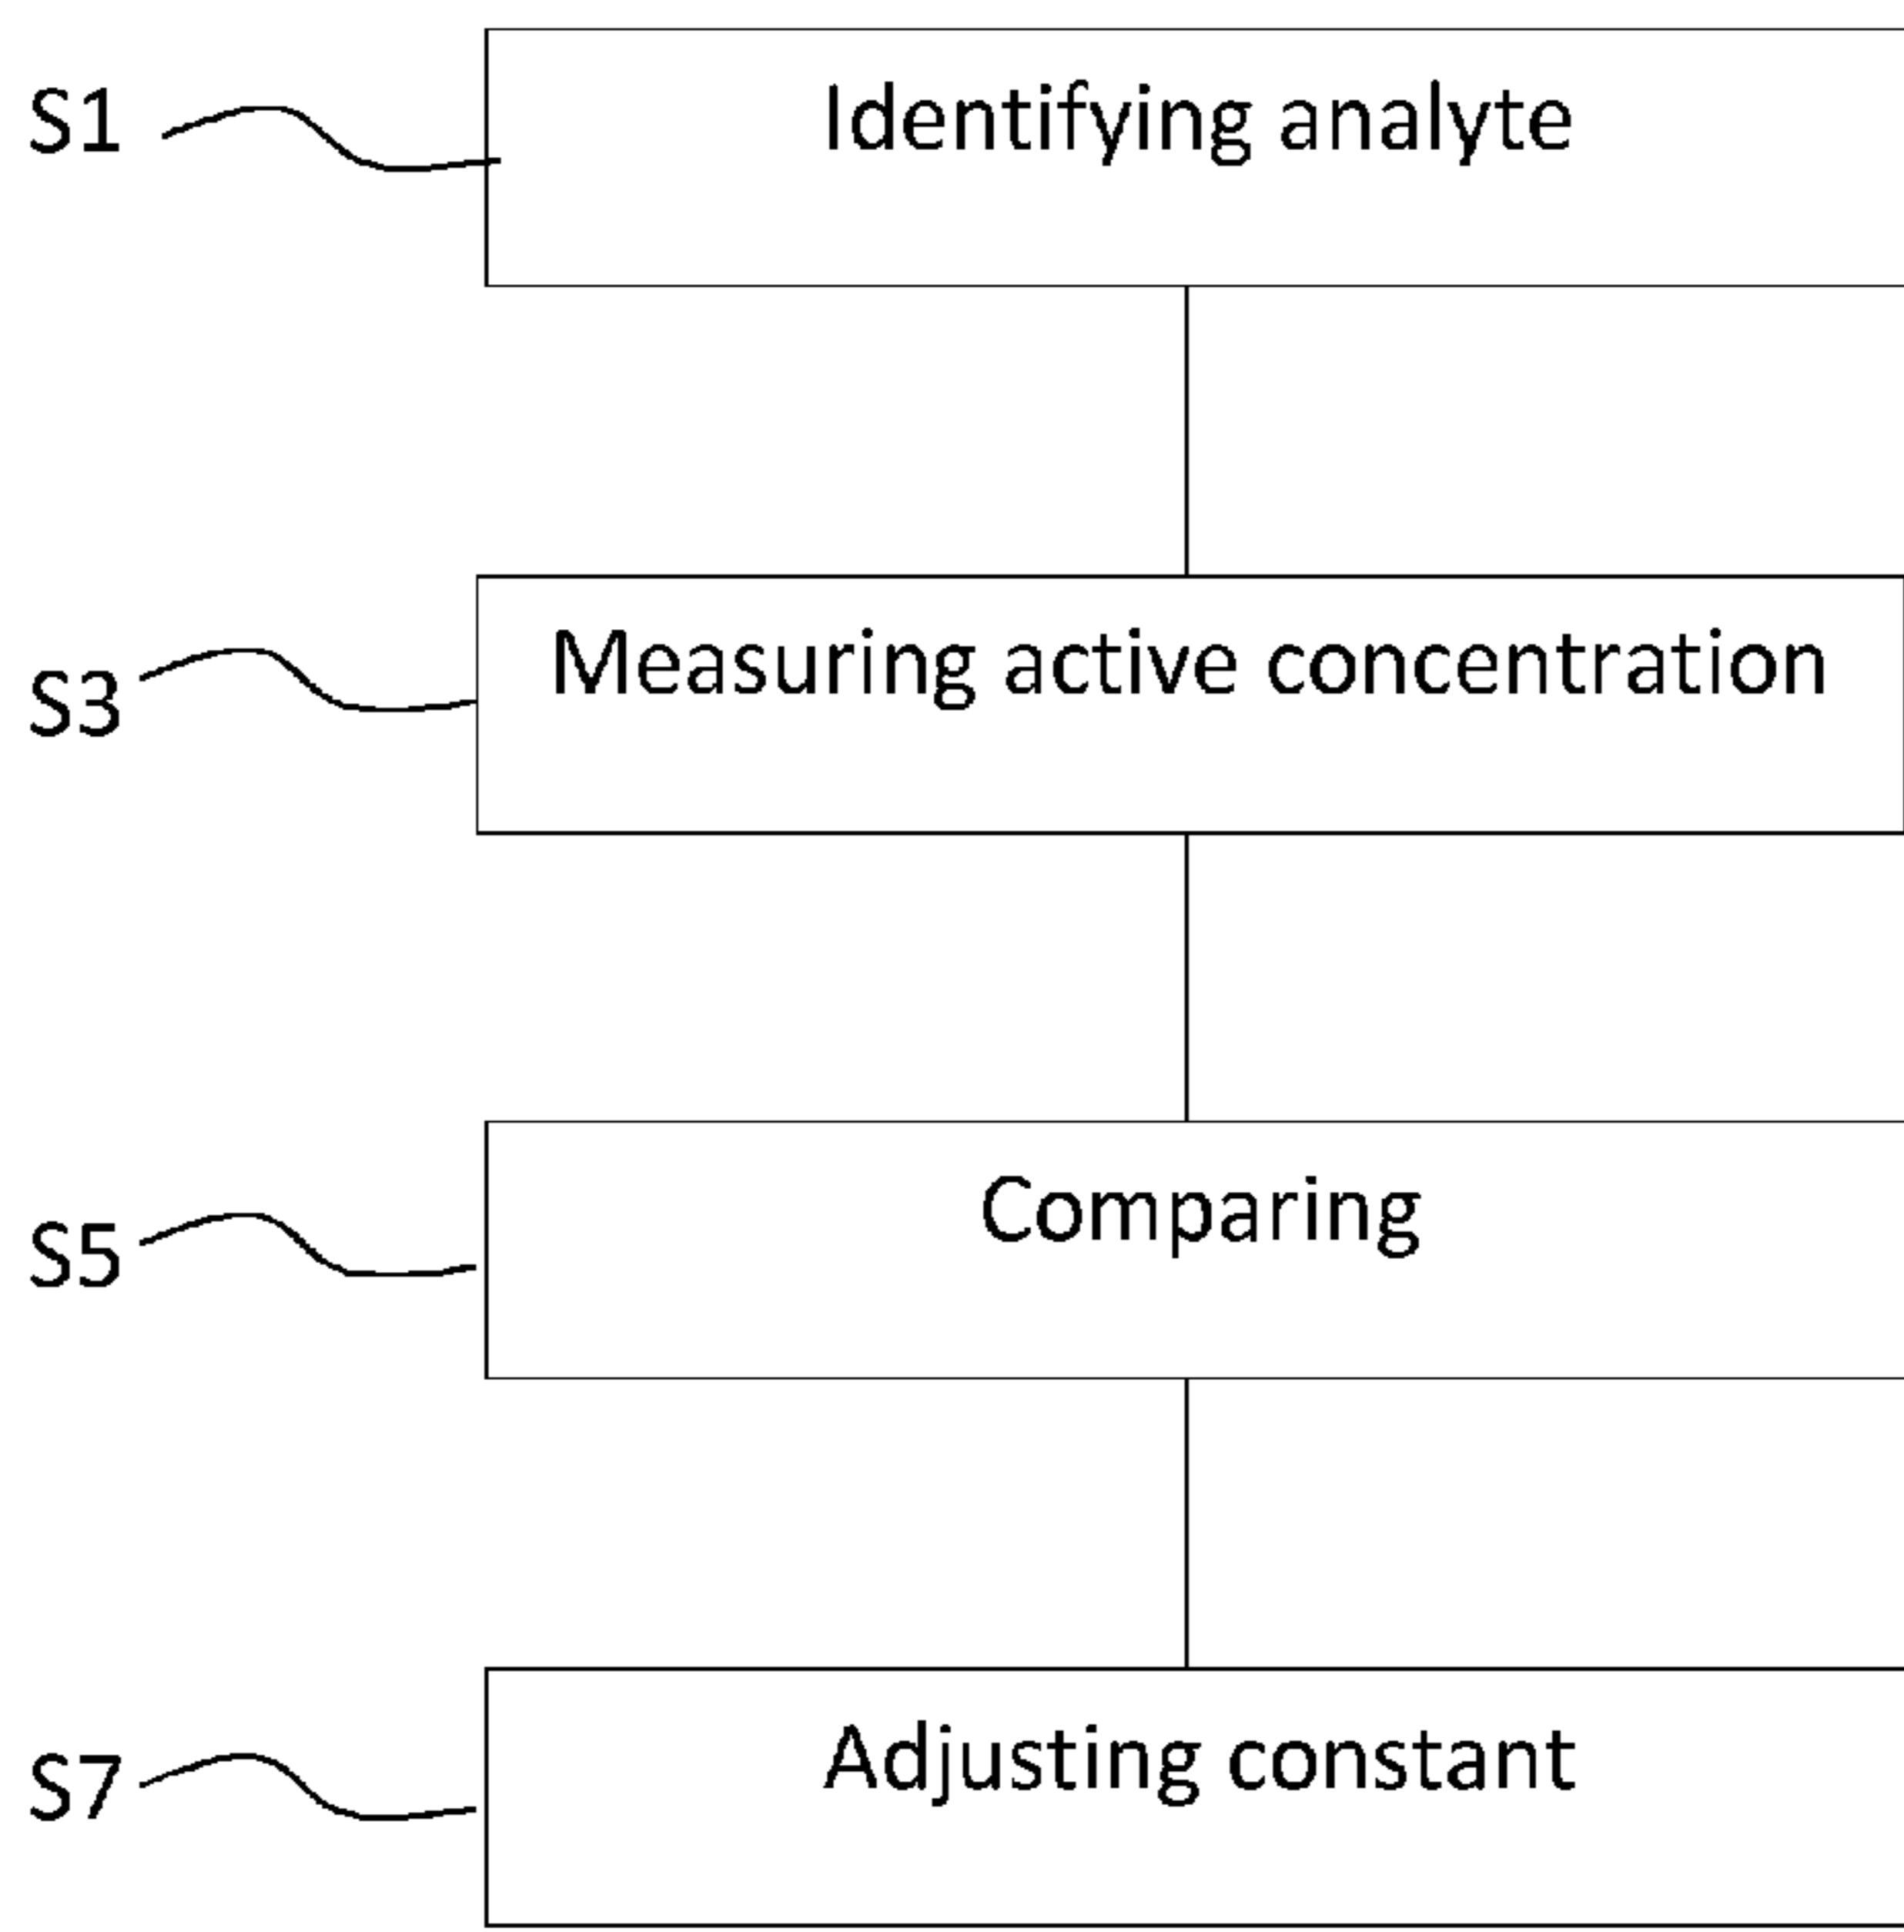 S1 Identifying analyte
S3 Measuring active concentration
S5 Comparing
S7 Adjusting constant